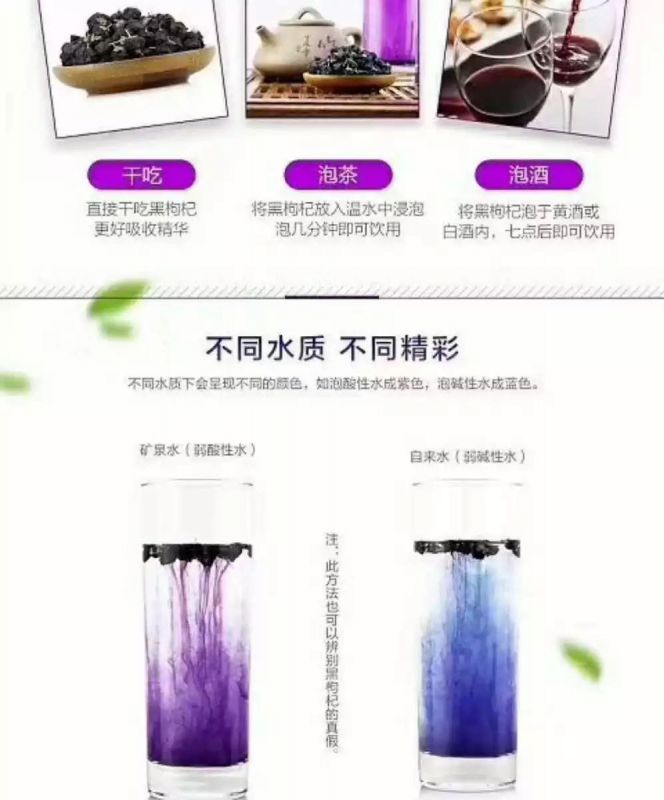 干吃
直接干吃黑枸杞
更好吸收精华
泡茶
将黑枸杞放入温水中浸泡
泡几分钟即可饮用
泡酒
将黑枸杞泡于黄酒或
白酒内，七点后即可饮用
不同水质 不同精彩
不同水质下会呈现不同的颜色，如泡酸性水成紫色，泡碱性水成蓝色。
矿泉水（弱酸性水）
自来水（弱碱性水）
注：此方法也可以辨别黑枸杞的真假。